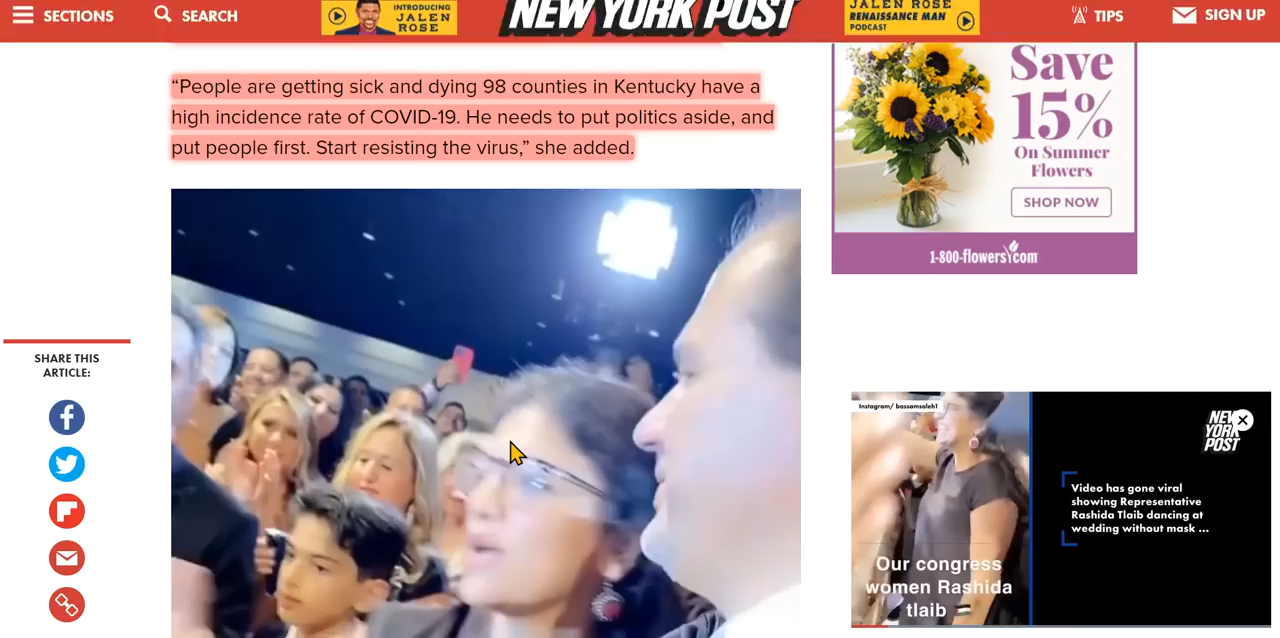 SECTIONS
SEARCH
INTRODUCING
JALEN
ROSE
NEW YORK POST
JALEN ROSE
RENAISSANCE MAN
PODCAST
TIPS
SIGN UP
“People are getting sick and dying 98 counties in Kentucky have a
high incidence rate of COVID-19. He needs to put politics aside, and
put people first. Start resisting the virus,” she added.
Save
15%
On Summer
Flowers
SHOP NOW
1-800-flowers.com
SHARE THIS
ARTICLE:
Instagram/ bassamsaleh1
Our congress
women Rashida
tlaib 🇵🇸
NEW
YORK
POST
Video has gone viral
showing Representative
Rashida Tlaib dancing at
wedding without mask ...